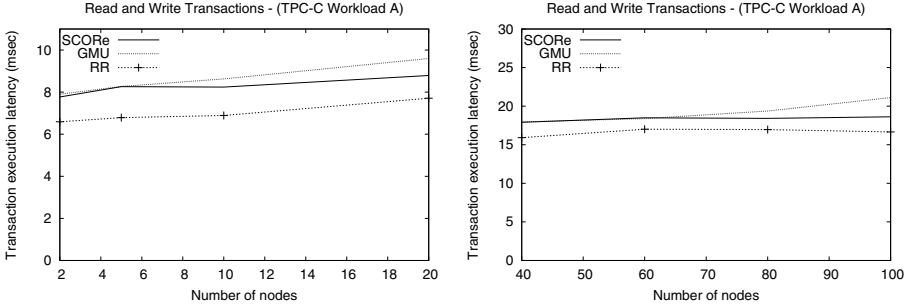 Read and Write Transactions - (TPC-C Workload A)
Transaction execution latency (msec)
10
8
6
4
2
0
SCORe
GMU
RR
2 4 6 8 10 12 14 16 18 20
Number of nodes
Read and Write Transactions - (TPC-C Workload A)
Transaction execution latency (msec)
30
25
20
15
10
5
0
SCORe
GMU
RR
40 50 60 70 80 90 100
Number of nodes